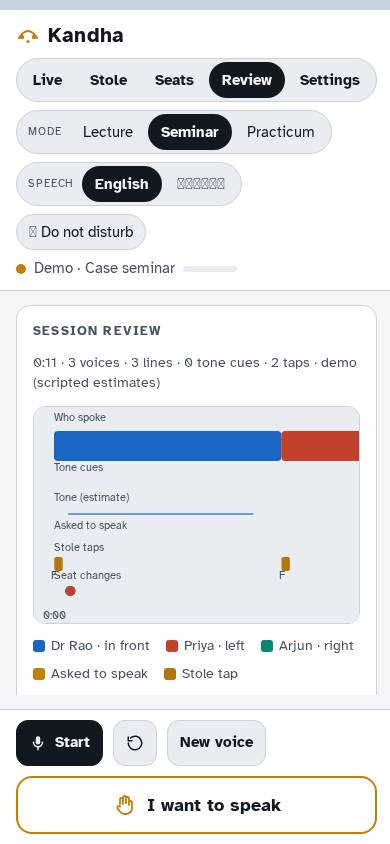 Kandha
Live Stole Seats Review Settings
MODE Lecture Seminar Practicum
SPEECH English
Do not disturb
Demo · Case seminar
SESSION REVIEW
0:11 · 3 voices · 3 lines · 0 tone cues · 2 taps · demo
(scripted estimates)
Who spoke
Tone cues
Tone (estimate)
Asked to speak
Stole taps
F F
Seat changes
0:00
Dr Rao · in front Priya · left Arjun · right
Asked to speak Stole tap
Start New voice
I want to speak